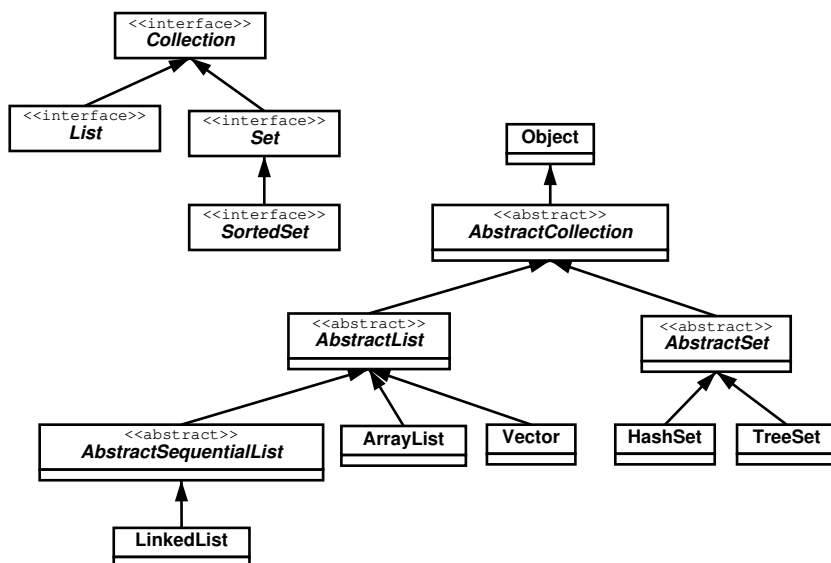 <<interface>>
Collection
<<interface>>
List
<<interface>>
Set
<<interface>>
SortedSet
Object
<<abstract>>
AbstractCollection
<<abstract>>
AbstractList
<<abstract>>
AbstractSet
<<abstract>>
AbstractSequentialList
ArrayList
Vector
HashSet
TreeSet
LinkedList